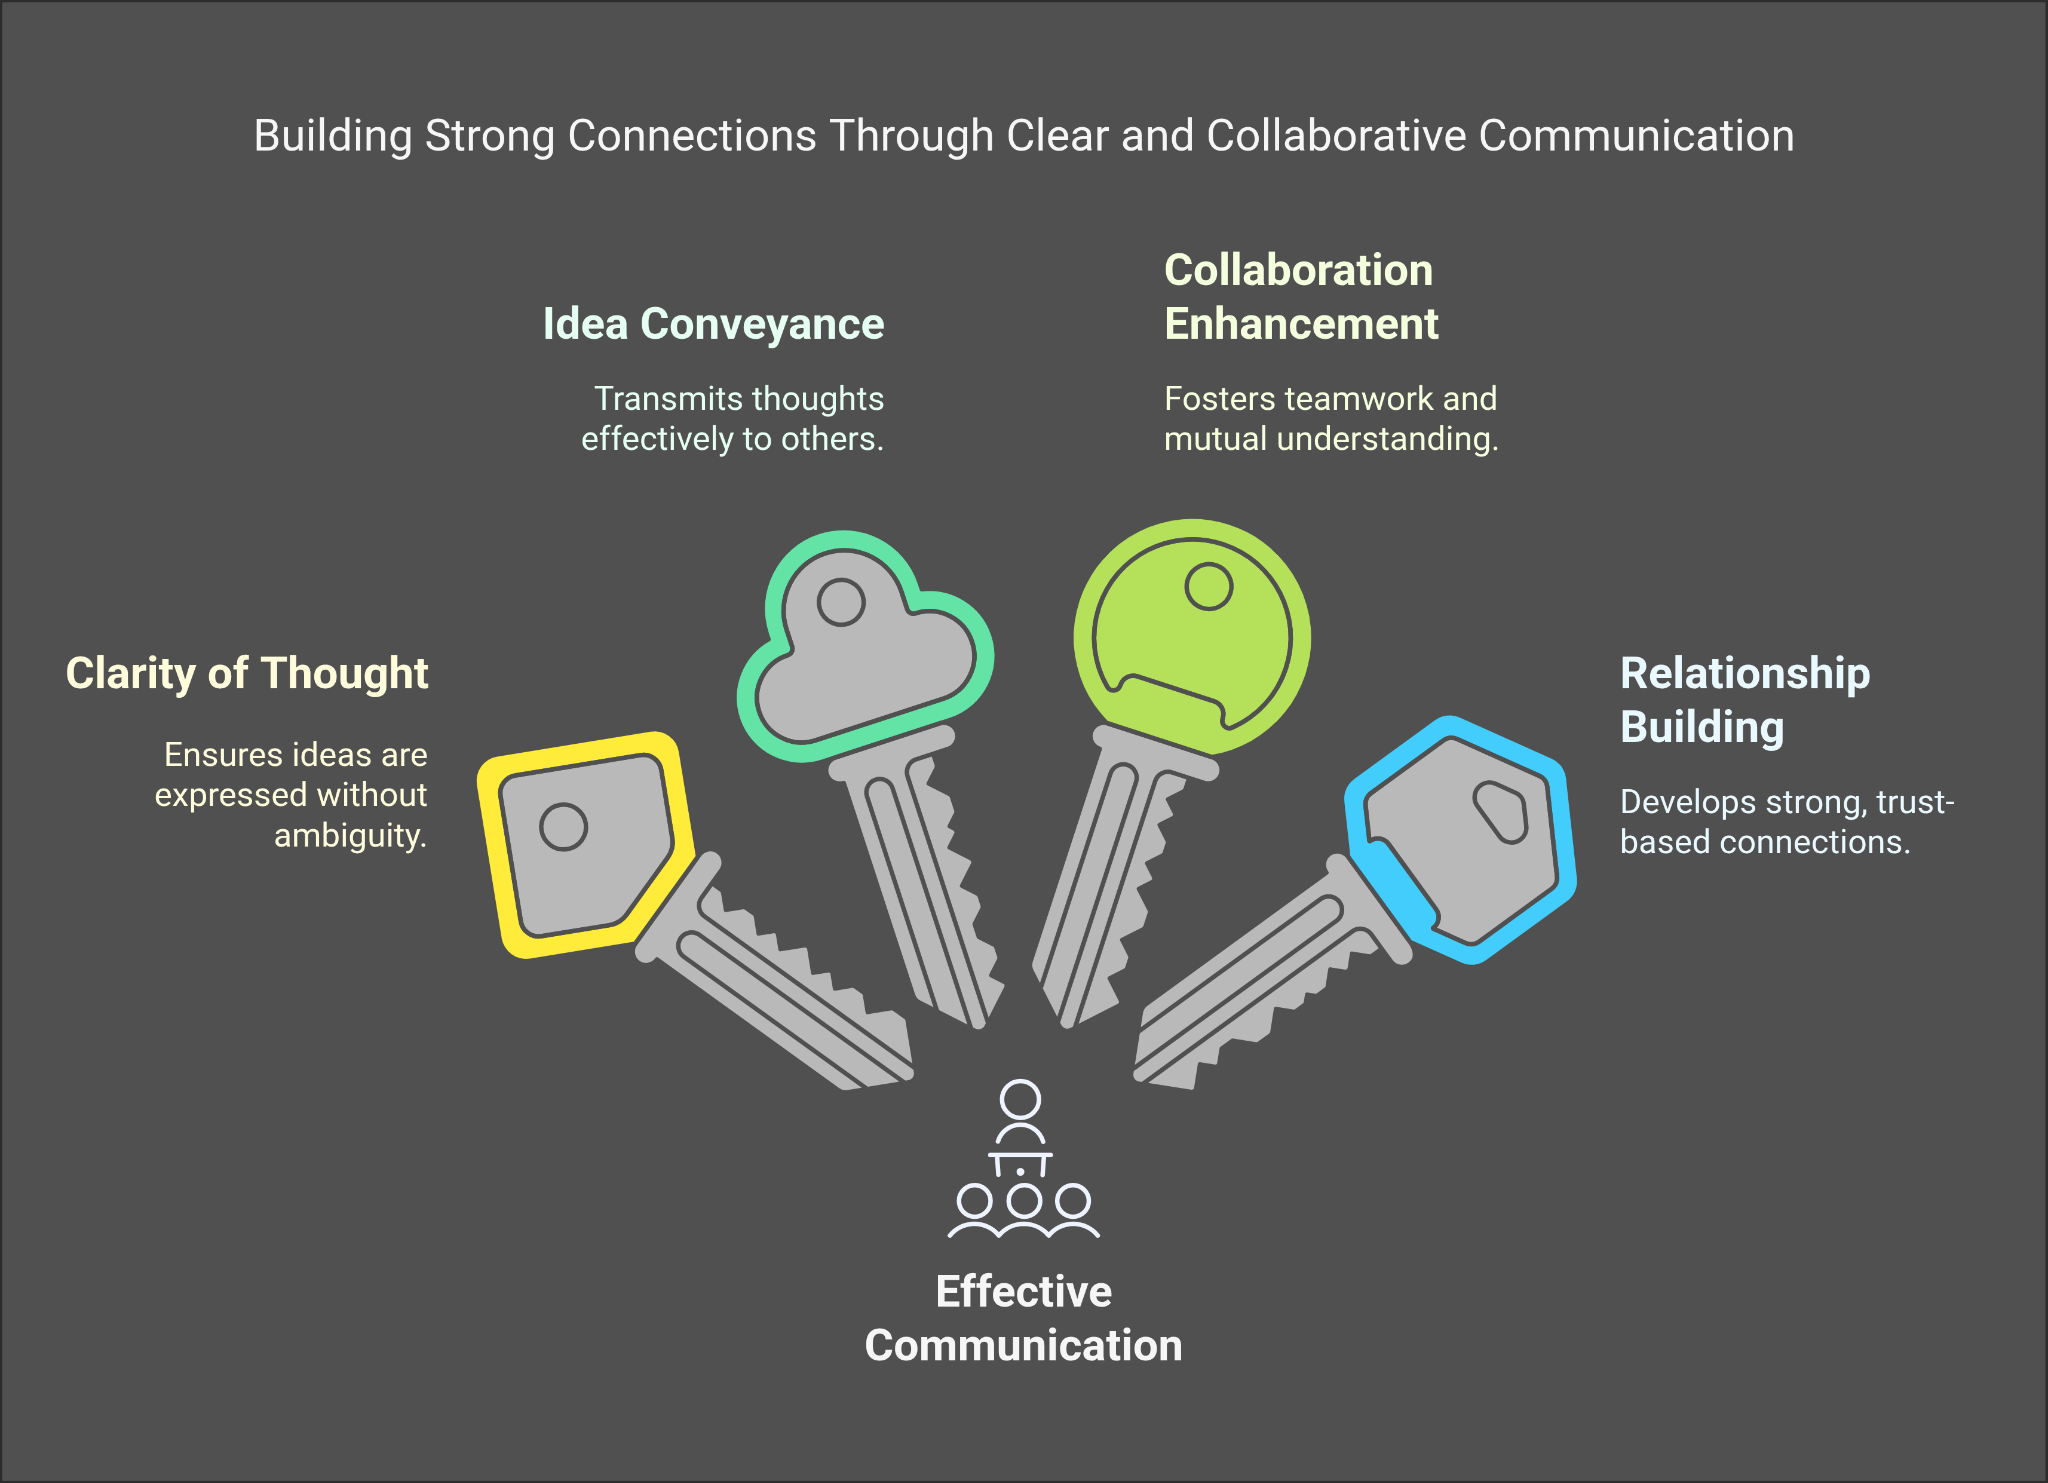 Building Strong Connections Through Clear and Collaborative Communication
Idea Conveyance
Transmits thoughts
effectively to others.
Collaboration
Enhancement
Fosters teamwork and
mutual understanding.
Clarity of Thought
Ensures ideas are
expressed without
ambiguity.
Relationship
Building
Develops strong, trust-
based connections.
Effective
Communication